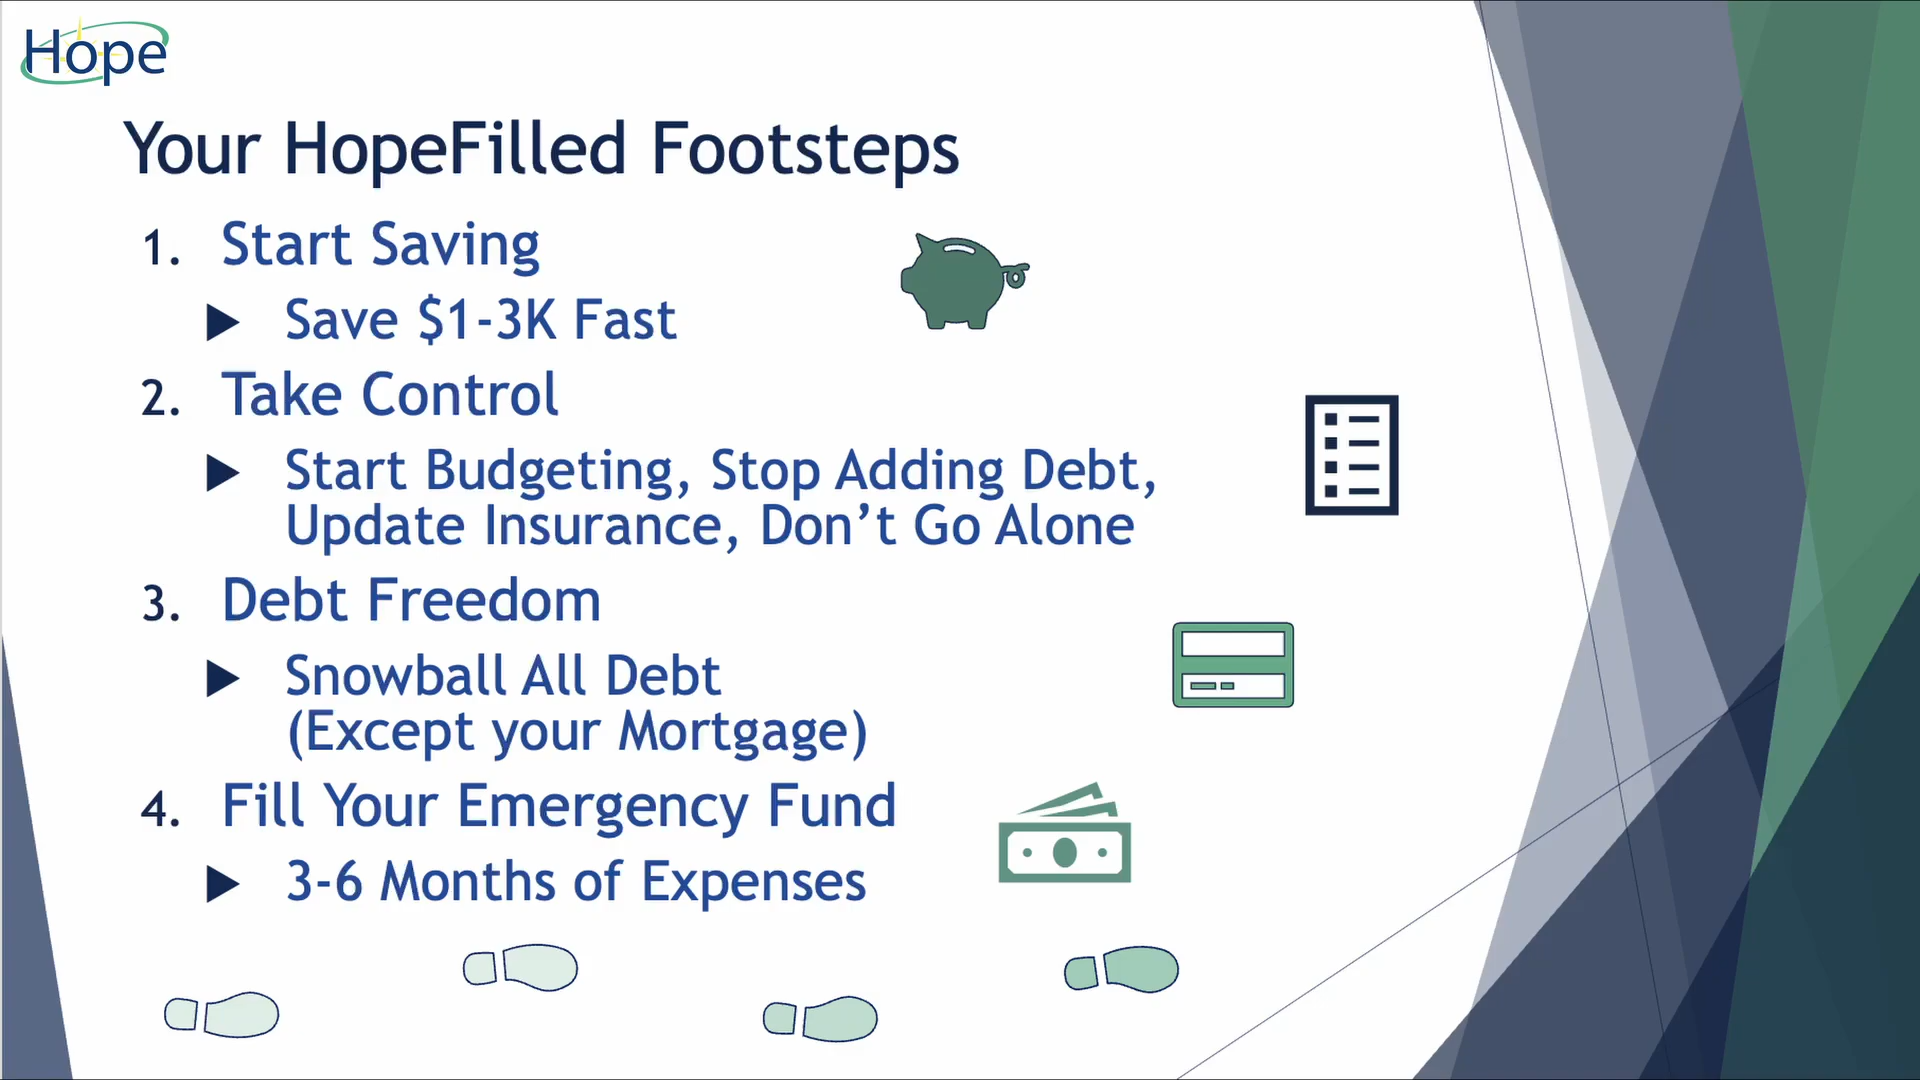 Hope
Your HopeFilled Footsteps
1. Start Saving
Save $1-3K Fast
2. Take Control
Start Budgeting, Stop Adding Debt,
Update Insurance, Don’t Go Alone
3. Debt Freedom
Snowball All Debt
(Except your Mortgage)
4. Fill Your Emergency Fund
3-6 Months of Expenses